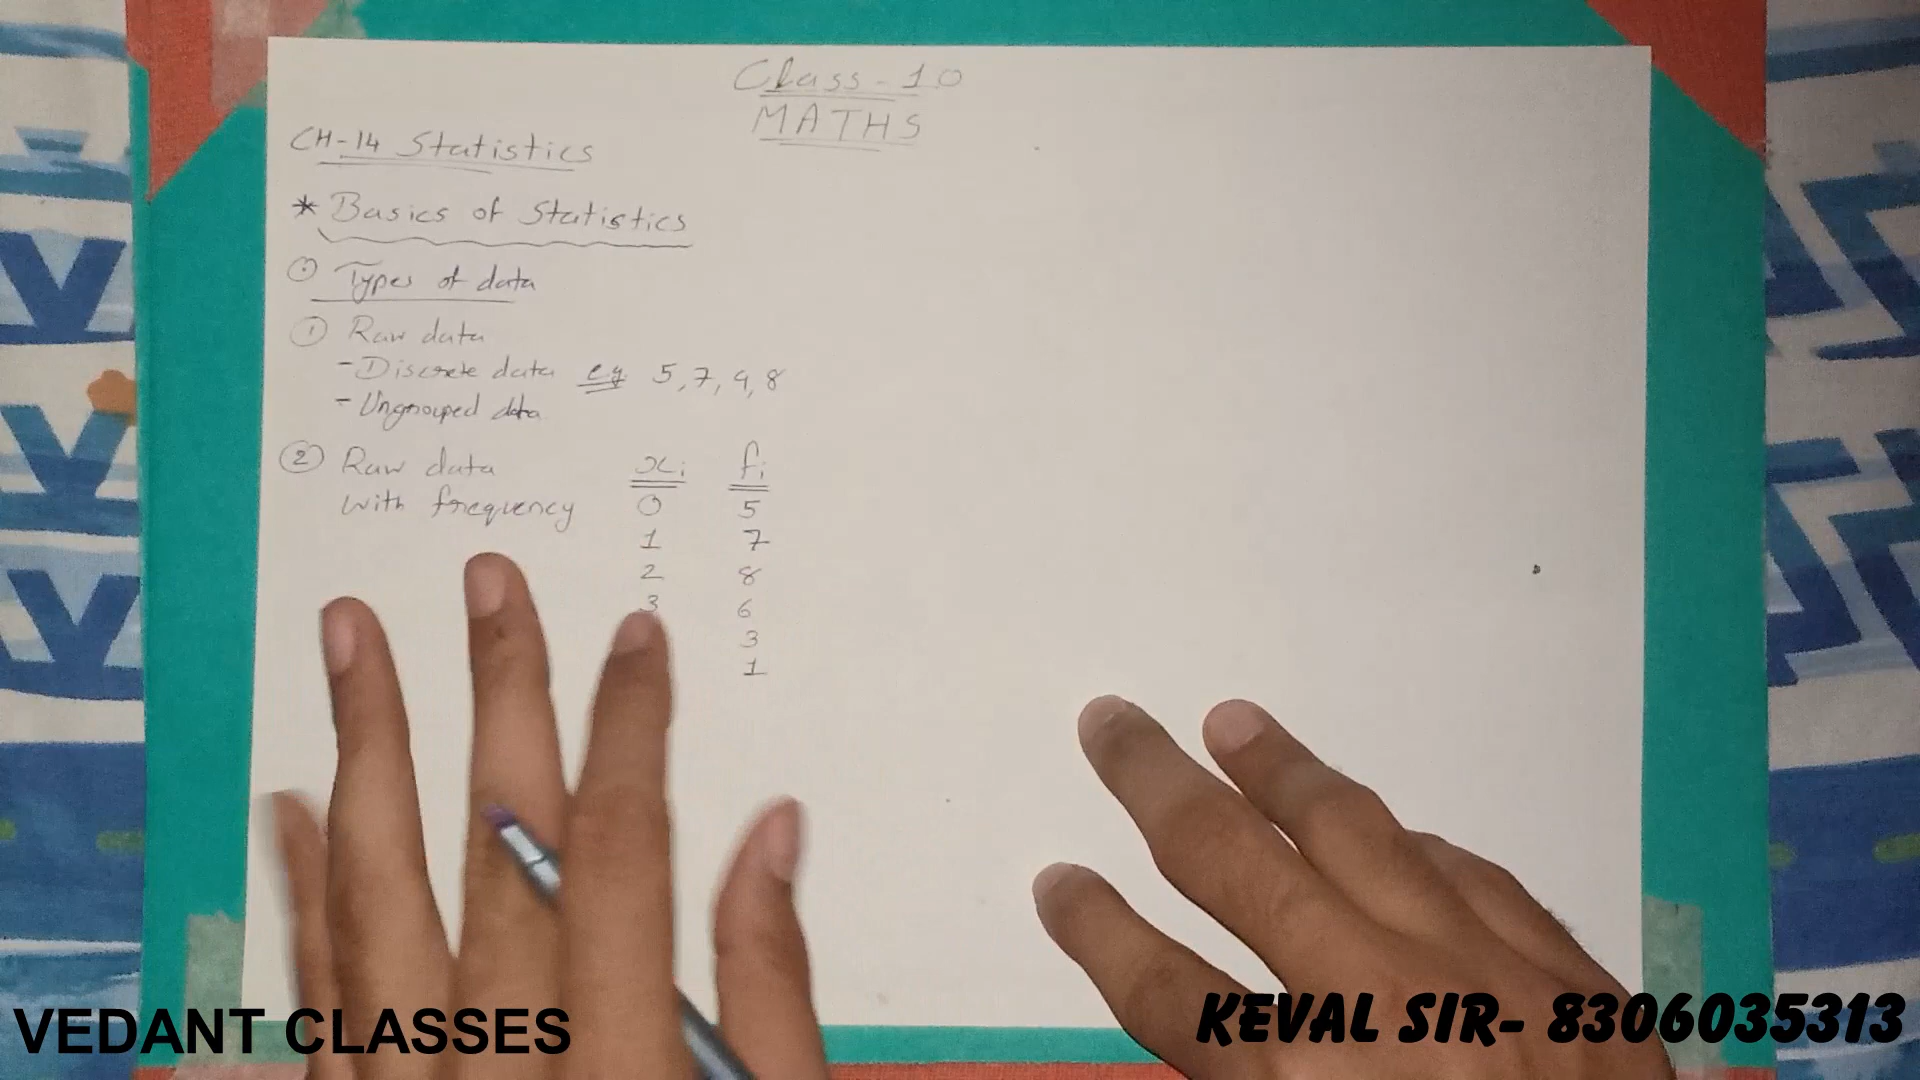 Class-10
MATHS
CH-14 Statistics
* Basics of Statistics
Types of data
① Raw data
- Discrete data e.g. 5, 7, 9, 8
- Ungrouped data
② Raw data xi fi
with frequency 0 5
1 7
2 8
3 6
3
1
VEDANT CLASSES
KEVAL SIR- 8306035313